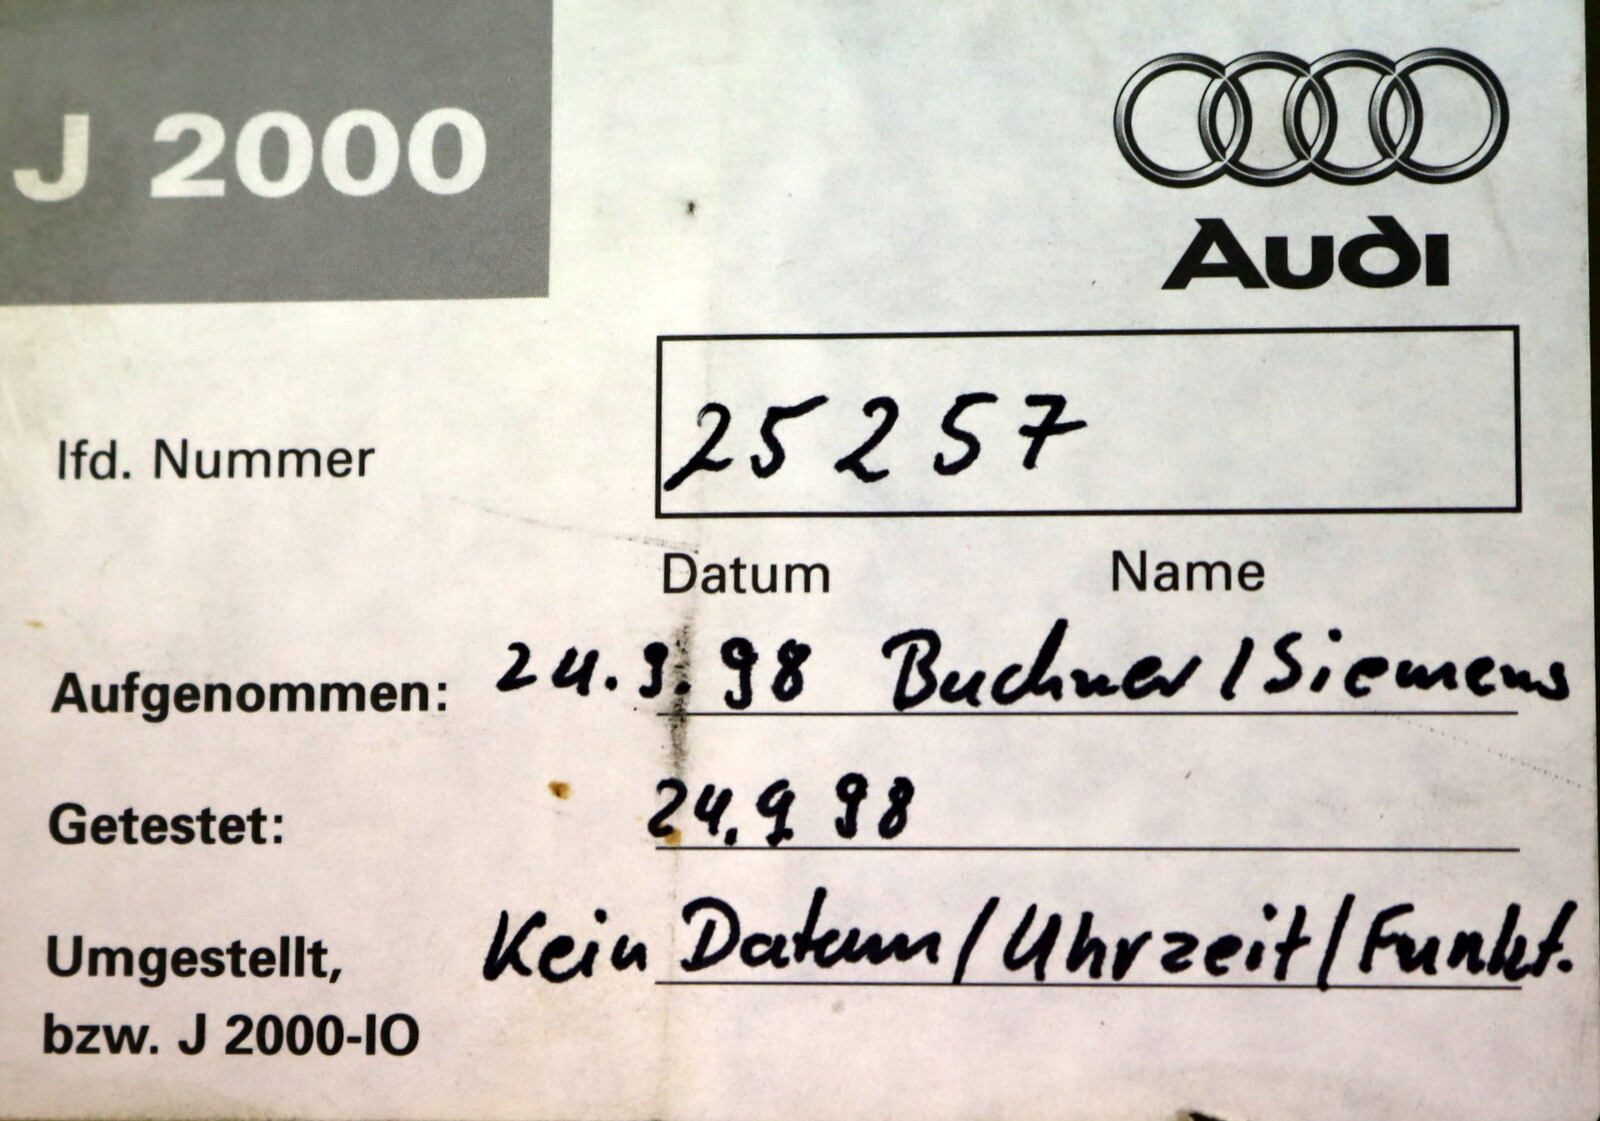 J 2000
Audi
lfd. Nummer 25257
Datum Name
Aufgenommen: 24.9.98 Buchner/Siemens
Getestet: 24.9 98
Umgestellt, Kein Datum/Uhrzeit/Funkt.
bzw. J 2000-IO